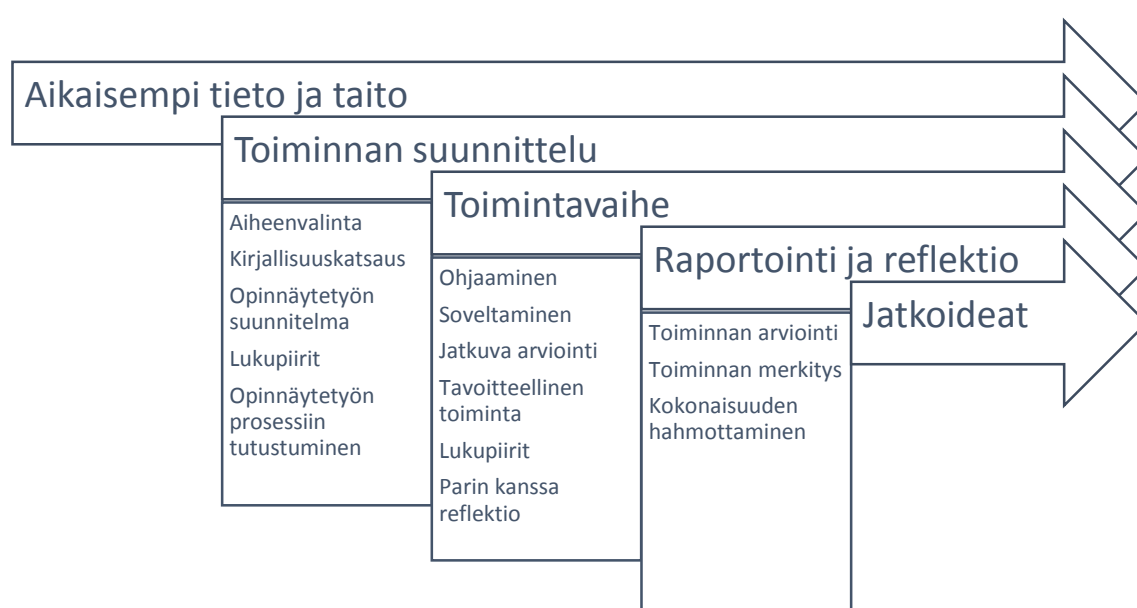 Aikaisempi tieto ja taito
Toiminnan suunnittelu
Aiheenvalinta
Kirjallisuuskatsaus
Opinnäytetyön
suunnitelma
Lukupiirit
Opinnäytetyön
prosessiin
tutustuminen
Toimintavaihe
Ohjaaminen
Soveltaminen
Jatkuva arviointi
Tavoitteellinen
toiminta
Lukupiirit
Parin kanssa
reflektio
Raportointi ja reflektio
Toiminnan arviointi
Toiminnan merkitys
Kokonaisuuden
hahmottaminen
Jatkoideat